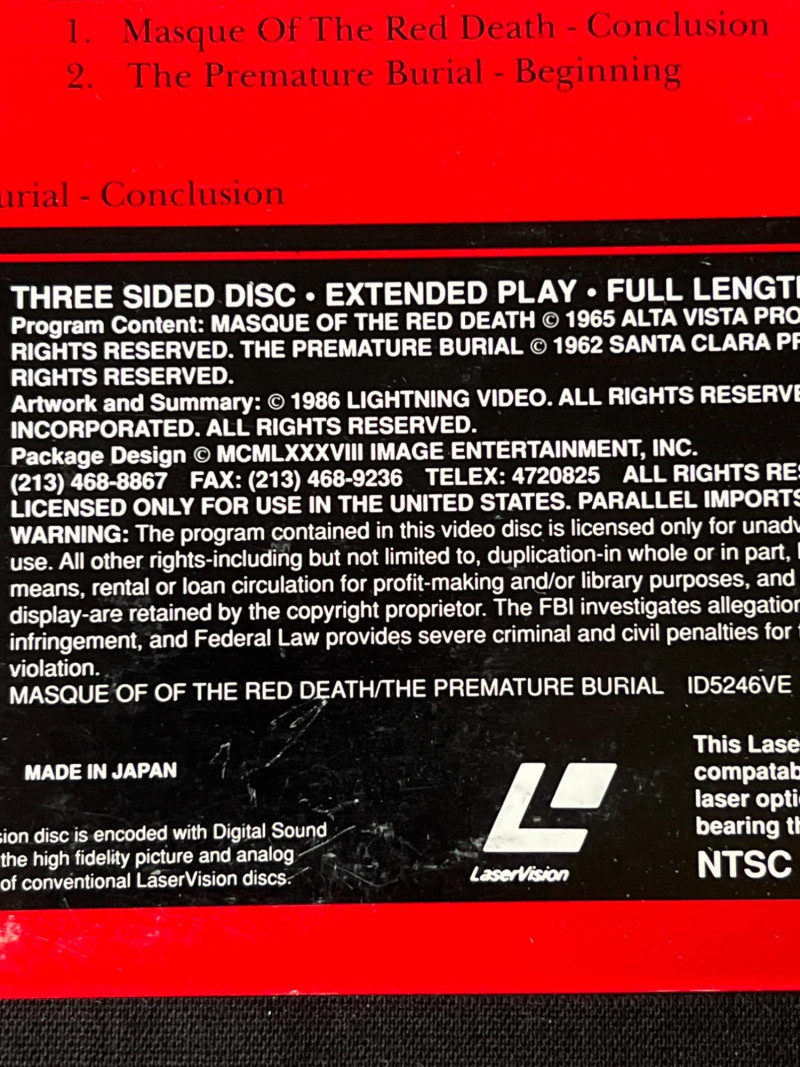 1. Masque Of The Red Death - Conclusion
2. The Premature Burial - Beginning
urial - Conclusion
THREE SIDED DISC • EXTENDED PLAY • FULL LENGTH
Program Content: MASQUE OF THE RED DEATH © 1965 ALTA VISTA PRO
RIGHTS RESERVED. THE PREMATURE BURIAL © 1962 SANTA CLARA PR
RIGHTS RESERVED.
Artwork and Summary: © 1986 LIGHTNING VIDEO. ALL RIGHTS RESERVE
INCORPORATED. ALL RIGHTS RESERVED.
Package Design © MCMLXXXVIII IMAGE ENTERTAINMENT, INC.
(213) 468-8867 FAX: (213) 468-9236 TELEX: 4720825 ALL RIGHTS RES
LICENSED ONLY FOR USE IN THE UNITED STATES. PARALLEL IMPORTS
WARNING: The program contained in this video disc is licensed only for unadv
use. All other rights-including but not limited to, duplication-in whole or in part,
means, rental or loan circulation for profit-making and/or library purposes, and
display-are retained by the copyright proprietor. The FBI investigates allegation
infringement, and Federal Law provides severe criminal and civil penalties for
violation.
MASQUE OF OF THE RED DEATH/THE PREMATURE BURIAL ID5246VE
MADE IN JAPAN
sion disc is encoded with Digital Sound
the high fidelity picture and analog
of conventional LaserVision discs.
LaserVision
This Lase
compatab
laser optic
bearing th
NTSC